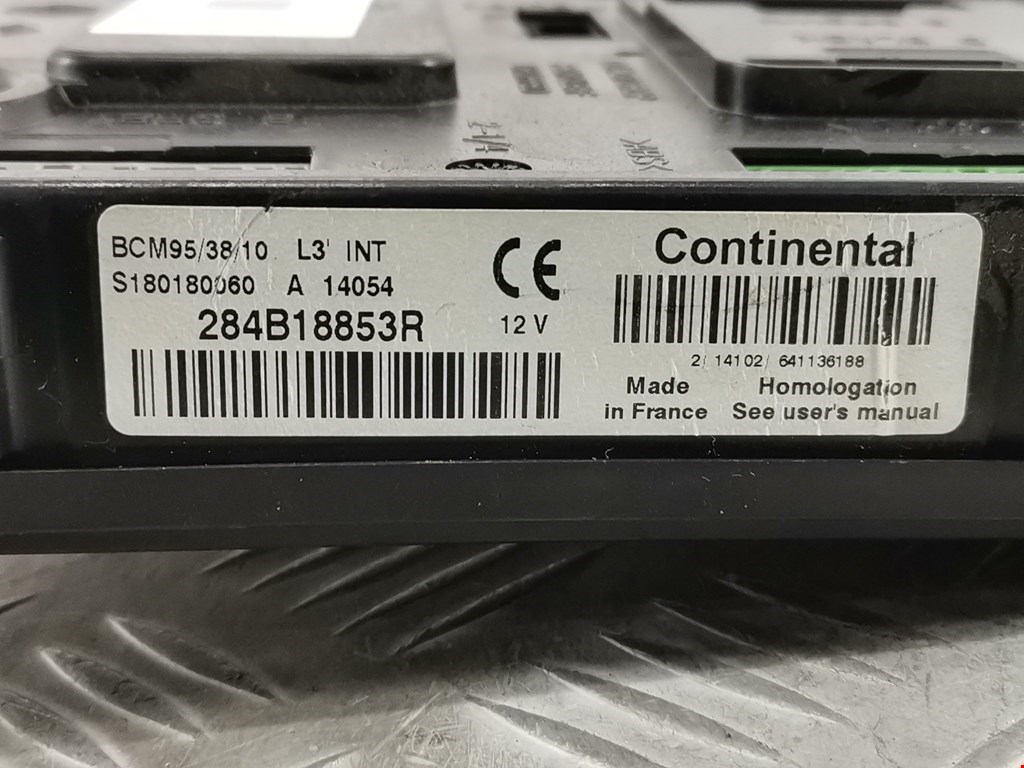 BCM95/38/10 L3' INT
S180180060 A 14054
284B18853R
CE
12 V
Continental
2/ 14102/ 641136188
Made
in France
Homologation
See user's manual